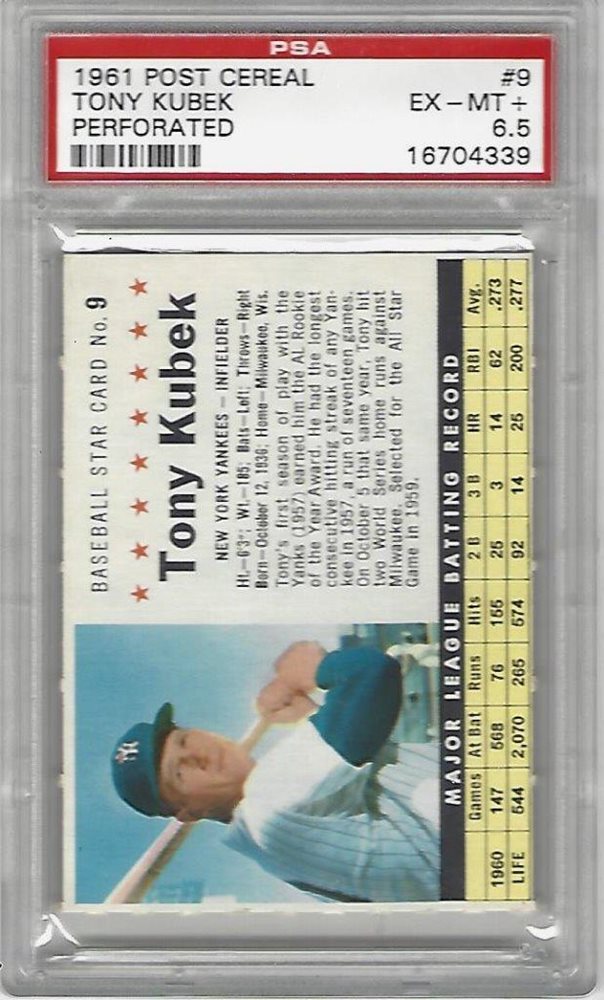 PSA
1961 POST CEREAL #9
TONY KUBEK EX - MT +
PERFORATED 6.5
16704339
BASEBALL STAR CARD No. 9
Tony Kubek
NEW YORK YANKEES — INFIELDER
Ht.—6'3"; Wt.—185; Bats—Left; Throws—Right
Born—October 12, 1936; Home—Milwaukee, Wis.
Tony's first season of play with the
Yanks (1957) earned him the AL Rookie
of the Year Award. He had the longest
consecutive hitting streak of any Yan-
kee in 1957, a run of seventeen games.
On October 5 that same year, Tony hit
two World Series home runs against
Milwaukee. Selected for the All Star
Game in 1959.
NY
MAJOR LEAGUE BATTING RECORD
Games At Bat Runs Hits 2 B 3 B HR RBI Avg.
1960 147 568 76 155 25 3 14 62 .273
LIFE 544 2,070 265 574 92 14 25 200 .277